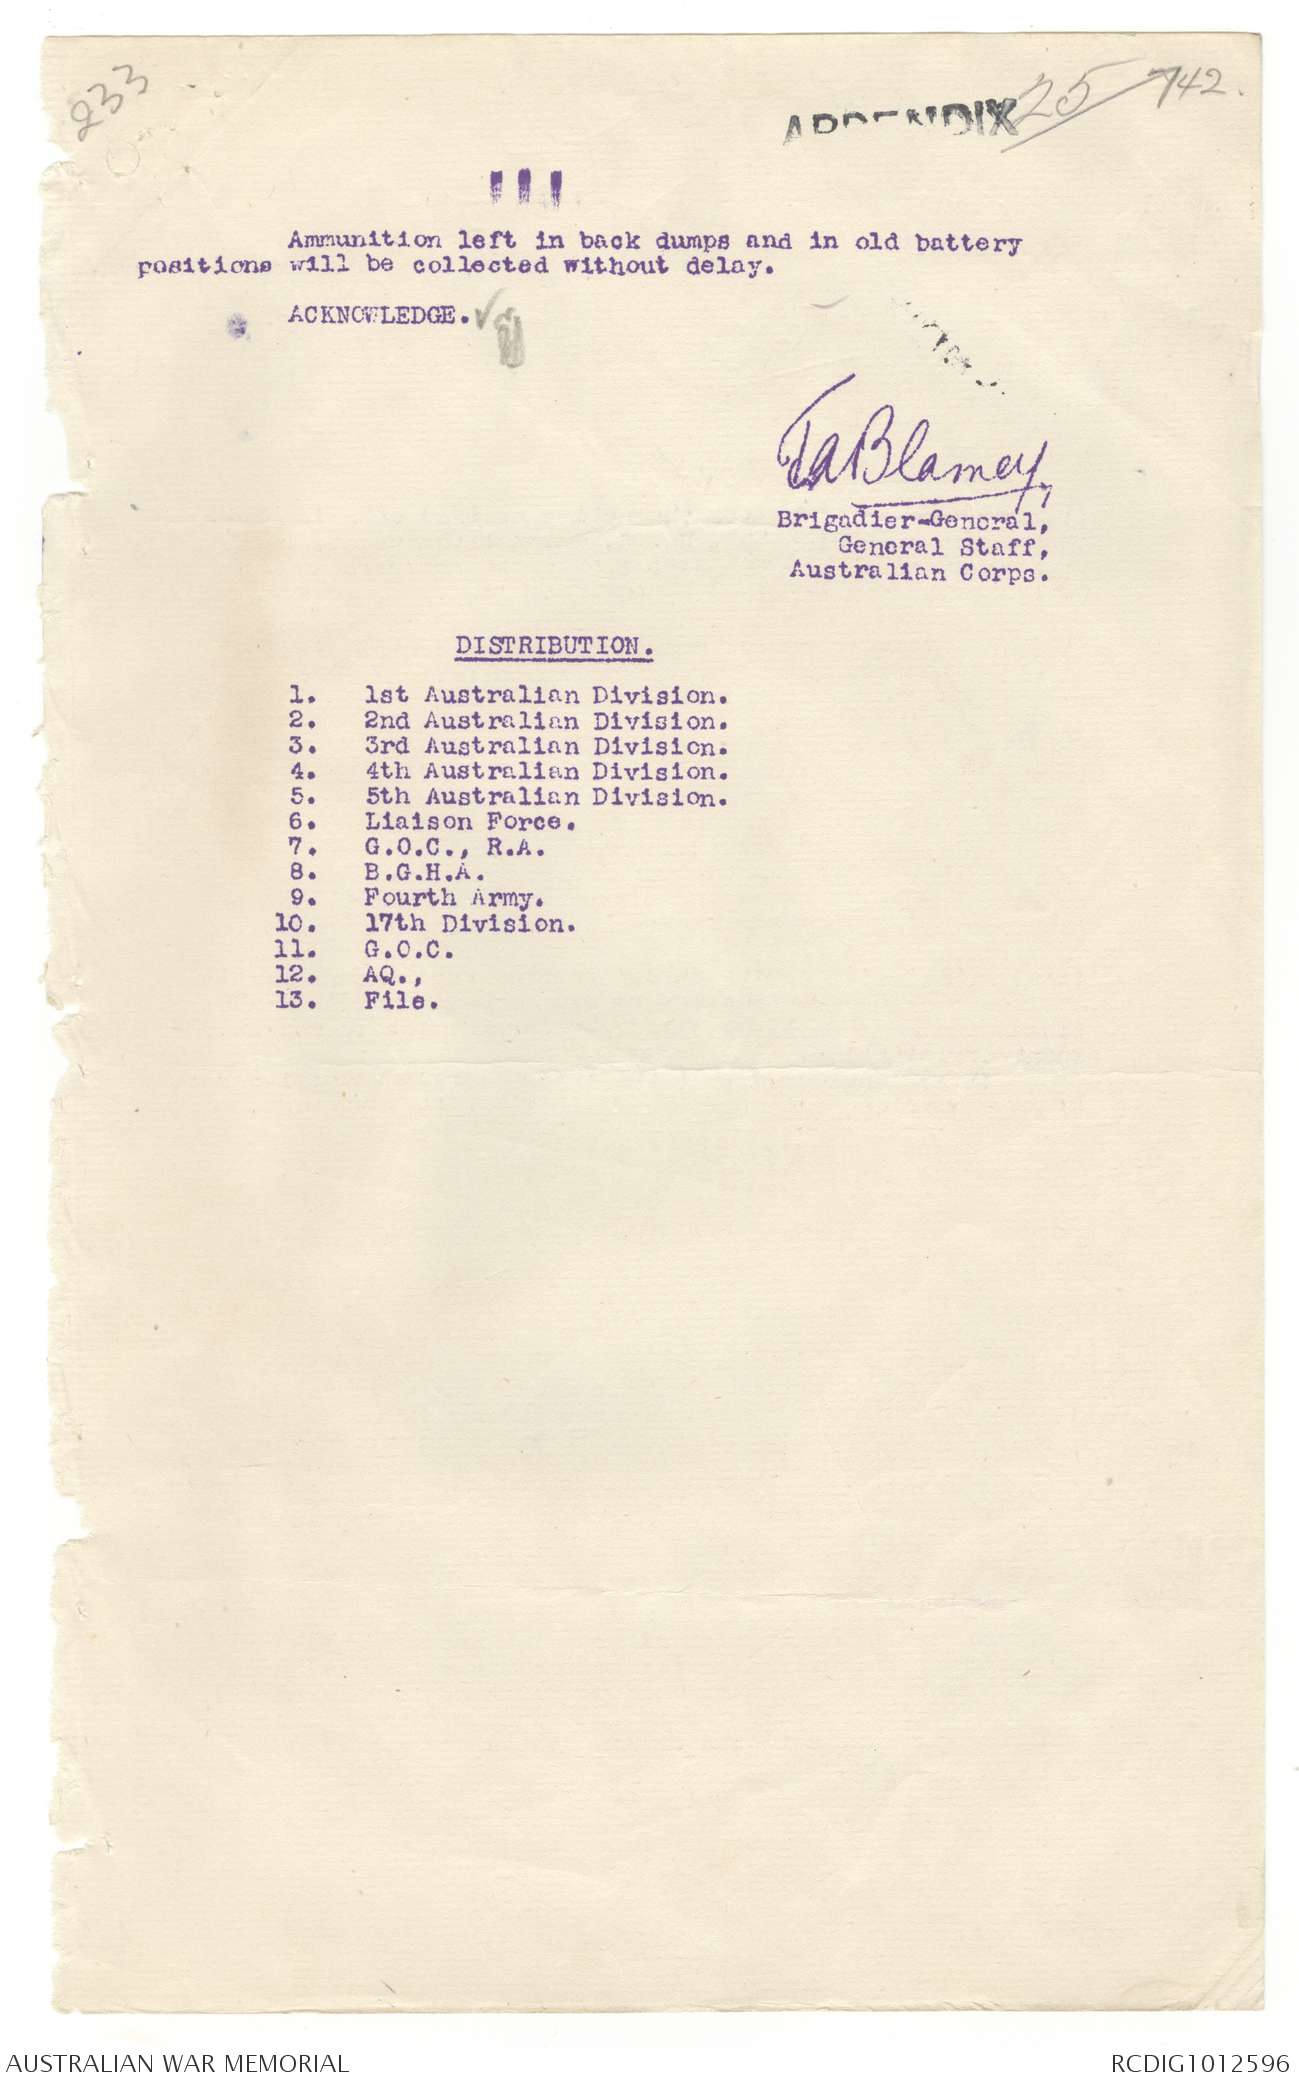 233
APPENDIX 25 742.
Ammunition left in back dumps and in old battery
positions will be collected without delay.
ACKNOWLEDGE.
TABlamey,
Brigadier-General,
General Staff,
Australian Corps.
DISTRIBUTION.
1. 1st Australian Division.
2. 2nd Australian Division.
3. 3rd Australian Division.
4. 4th Australian Division.
5. 5th Australian Division.
6. Liaison Force.
7. G.O.C., R.A.
8. B.G.H.A.
9. Fourth Army.
10. 17th Division.
11. G.O.C.
12. AQ.,
13. File.
AUSTRALIAN WAR MEMORIAL
RCDIG1012596